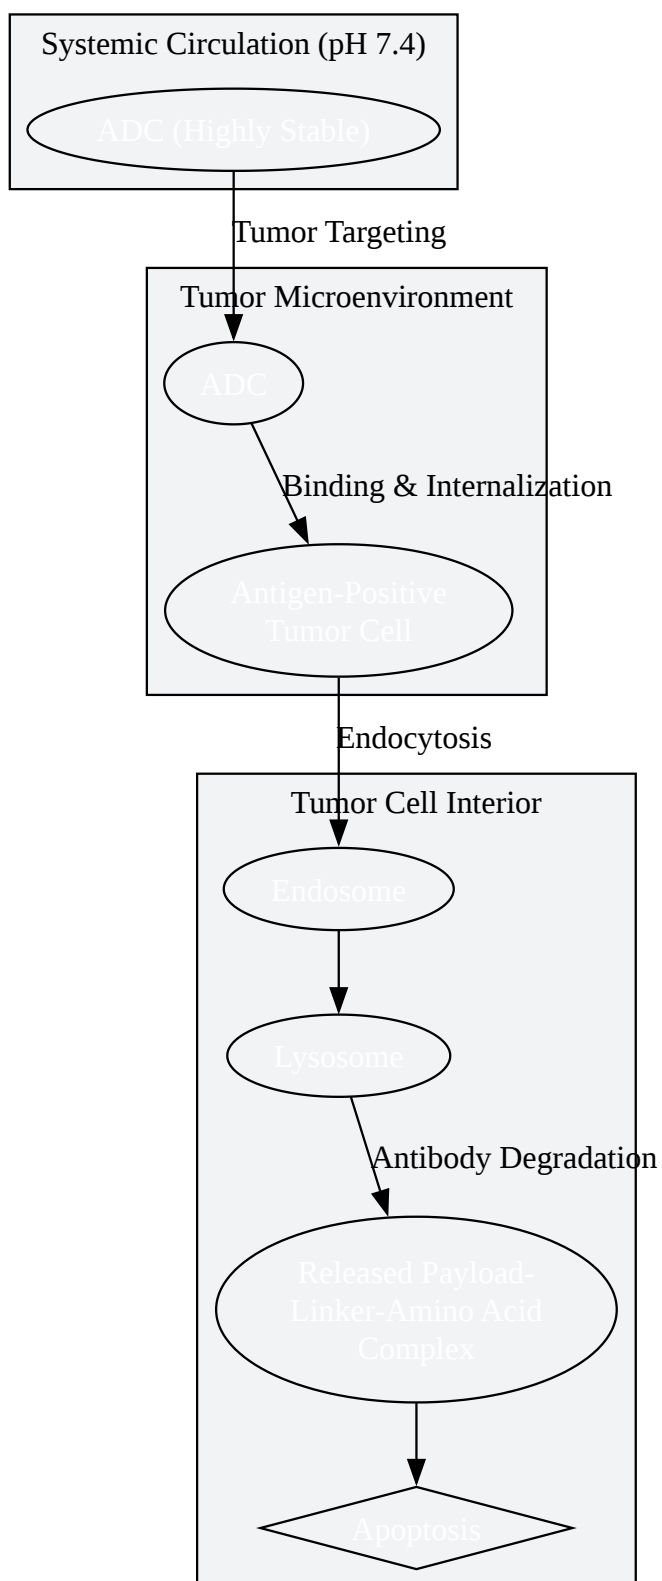 Systemic Circulation (pH 7.4)
ADC (Highly Stable)
Tumor Targeting
Tumor Microenvironment
ADC
Binding & Internalization
Antigen-Positive
Tumor Cell
Endocytosis
Tumor Cell Interior
Endosome
Lysosome
Antibody Degradation
Released Payload-
Linker-Amino Acid
Complex
Apoptosis